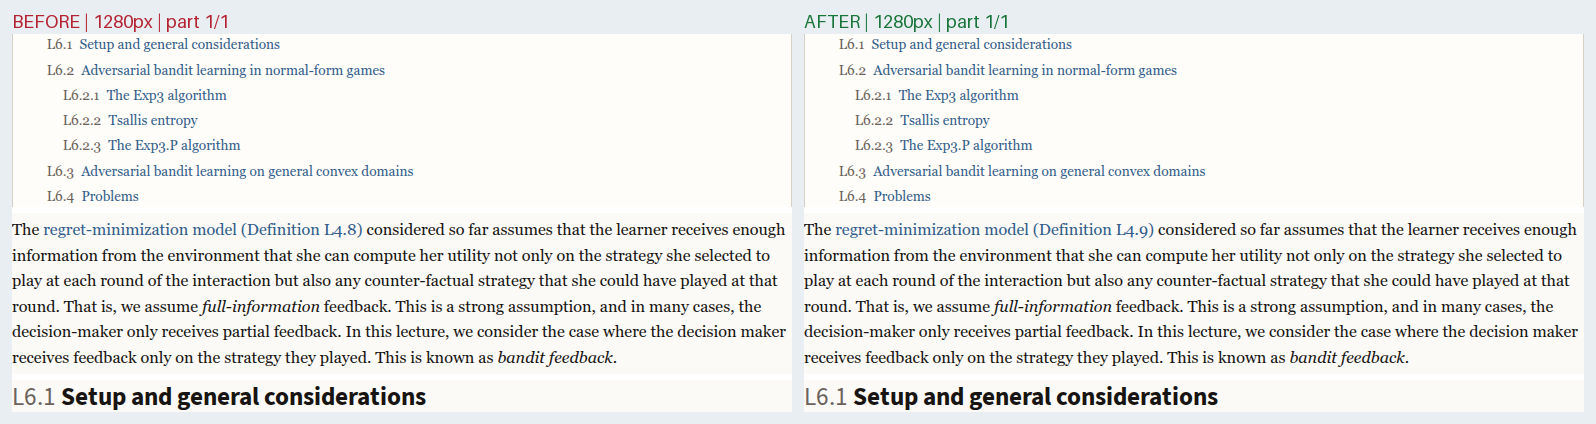 BEFORE | 1280px | part 1/1
L6.1 Setup and general considerations
L6.2 Adversarial bandit learning in normal-form games
L6.2.1 The Exp3 algorithm
L6.2.2 Tsallis entropy
L6.2.3 The Exp3.P algorithm
L6.3 Adversarial bandit learning on general convex domains
L6.4 Problems
The regret-minimization model (Definition L4.8) considered so far assumes that the learner receives enough
information from the environment that she can compute her utility not only on the strategy she selected to
play at each round of the interaction but also any counter-factual strategy that she could have played at that
round. That is, we assume full-information feedback. This is a strong assumption, and in many cases, the
decision-maker only receives partial feedback. In this lecture, we consider the case where the decision maker
receives feedback only on the strategy they played. This is known as bandit feedback.
L6.1 Setup and general considerations
AFTER | 1280px | part 1/1
L6.1 Setup and general considerations
L6.2 Adversarial bandit learning in normal-form games
L6.2.1 The Exp3 algorithm
L6.2.2 Tsallis entropy
L6.2.3 The Exp3.P algorithm
L6.3 Adversarial bandit learning on general convex domains
L6.4 Problems
The regret-minimization model (Definition L4.9) considered so far assumes that the learner receives enough
information from the environment that she can compute her utility not only on the strategy she selected to
play at each round of the interaction but also any counter-factual strategy that she could have played at that
round. That is, we assume full-information feedback. This is a strong assumption, and in many cases, the
decision-maker only receives partial feedback. In this lecture, we consider the case where the decision maker
receives feedback only on the strategy they played. This is known as bandit feedback.
L6.1 Setup and general considerations